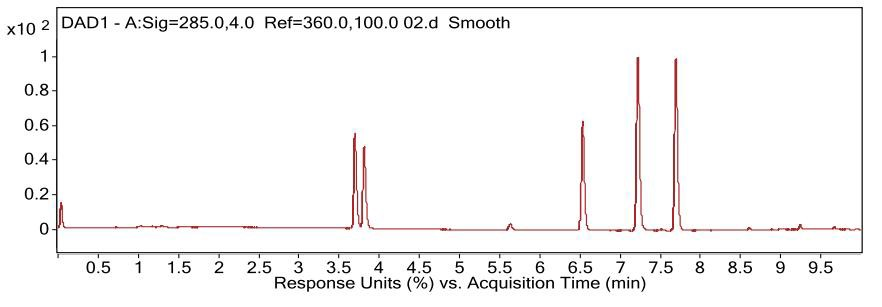 DAD1 - A:Sig=285.0,4.0 Ref=360.0,100.0 02.d Smooth
x10 2
1
0.8
0.6
0.4
0.2
0
0.5 1 1.5 2 2.5 3 3.5 4 4.5 5 5.5 6 6.5 7 7.5 8 8.5 9 9.5
Response Units (%) vs. Acquisition Time (min)